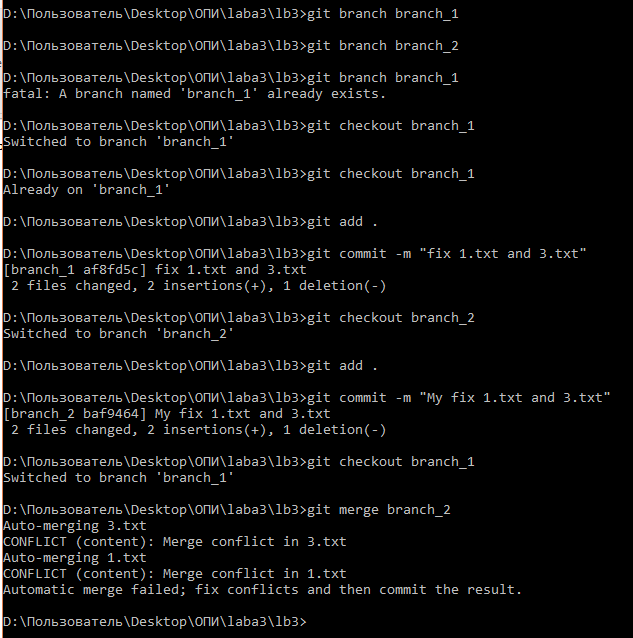 D:\Пользователь\Desktop\ОПИ\laba3\lb3>git branch branch_1
D:\Пользователь\Desktop\ОПИ\laba3\lb3>git branch branch_2
D:\Пользователь\Desktop\ОПИ\laba3\lb3>git branch branch_1
fatal: A branch named 'branch_1' already exists.
D:\Пользователь\Desktop\ОПИ\laba3\lb3>git checkout branch_1
Switched to branch 'branch_1'
D:\Пользователь\Desktop\ОПИ\laba3\lb3>git checkout branch_1
Already on 'branch_1'
D:\Пользователь\Desktop\ОПИ\laba3\lb3>git add .
D:\Пользователь\Desktop\ОПИ\laba3\lb3>git commit -m "fix 1.txt and 3.txt"
[branch_1 af8fd5c] fix 1.txt and 3.txt
 2 files changed, 2 insertions(+), 1 deletion(-)
D:\Пользователь\Desktop\ОПИ\laba3\lb3>git checkout branch_2
Switched to branch 'branch_2'
D:\Пользователь\Desktop\ОПИ\laba3\lb3>git add .
D:\Пользователь\Desktop\ОПИ\laba3\lb3>git commit -m "My fix 1.txt and 3.txt"
[branch_2 baf9464] My fix 1.txt and 3.txt
 2 files changed, 2 insertions(+), 1 deletion(-)
D:\Пользователь\Desktop\ОПИ\laba3\lb3>git checkout branch_1
Switched to branch 'branch_1'
D:\Пользователь\Desktop\ОПИ\laba3\lb3>git merge branch_2
Auto-merging 3.txt
CONFLICT (content): Merge conflict in 3.txt
Auto-merging 1.txt
CONFLICT (content): Merge conflict in 1.txt
Automatic merge failed; fix conflicts and then commit the result.
D:\Пользователь\Desktop\ОПИ\laba3\lb3>